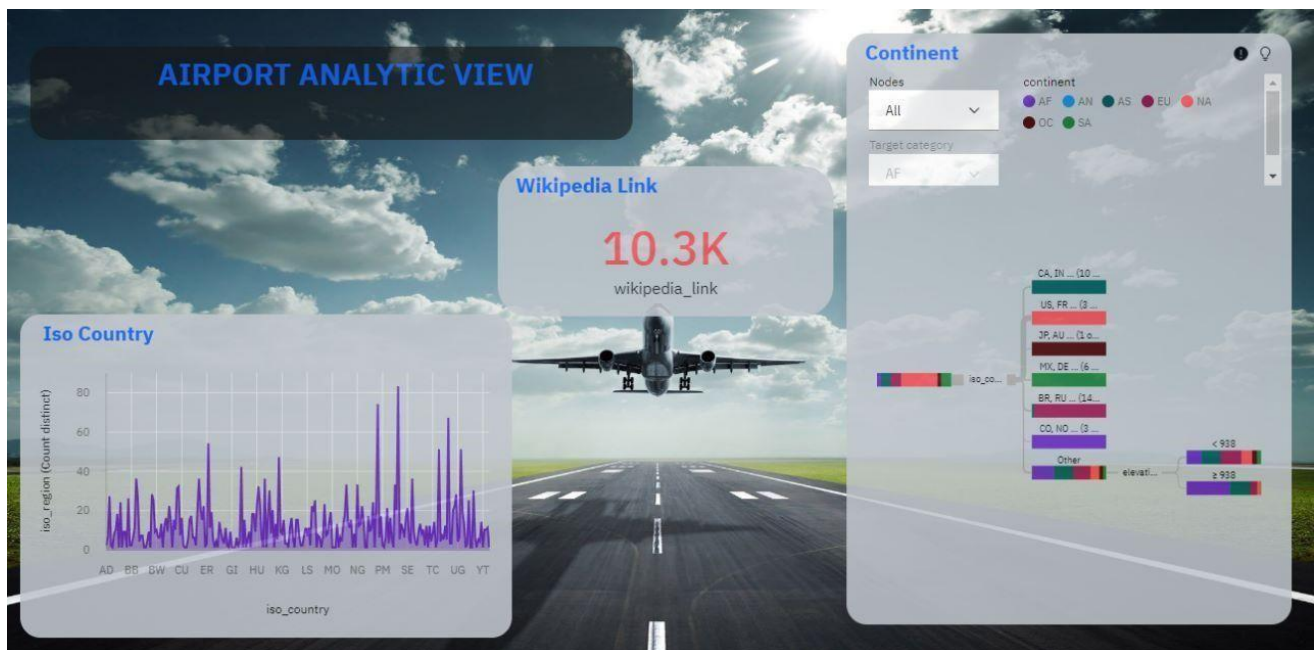 AIRPORT ANALYTIC VIEW
Wikipedia Link
10.3K
wikipedia_link
Iso Country
iso_region (Count distinct)
80
60
40
20
0
AD BB BW CU ER GI HU KG LS MO NG PM SE TC UG YT
iso_country
Continent
Nodes
All
Target category
AF
continent
AF AN AS EU NA
OC SA
CA, IN ... (10 ...
US, FR ... (3 ...
JP, AU ... (1 o...
MX, DE ... (6 ...
iso_co...
BR, RU ... (14...
CO, NO ... (3 ...
Other
elevati...
< 938
≥ 938